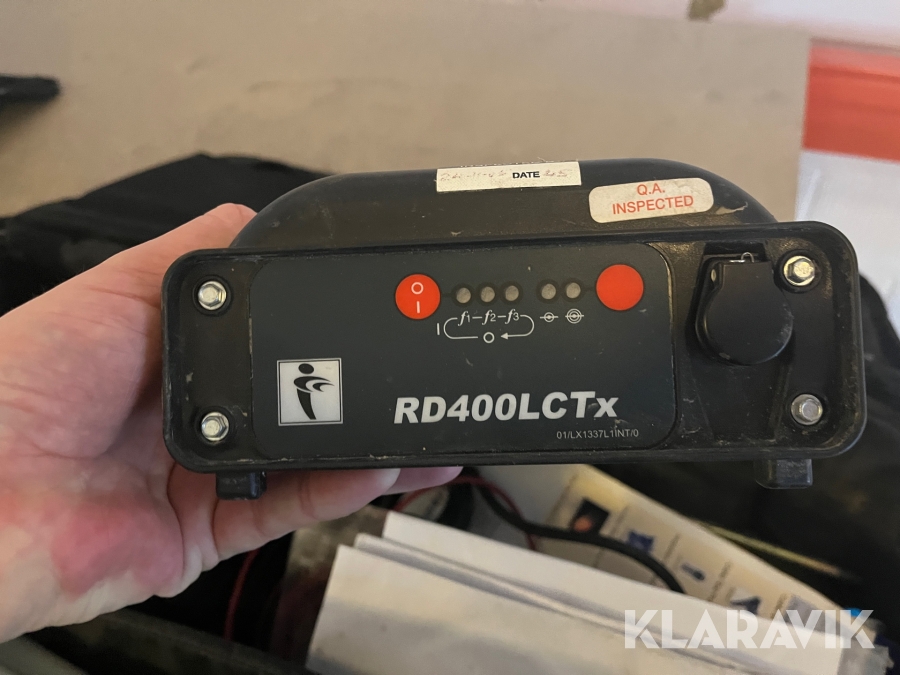 DATE
Q.A.
INSPECTED
O
I
f1-f2-f3
I
O
RD400LCTx
01/LX1337L1INT/0
KLARAVIK